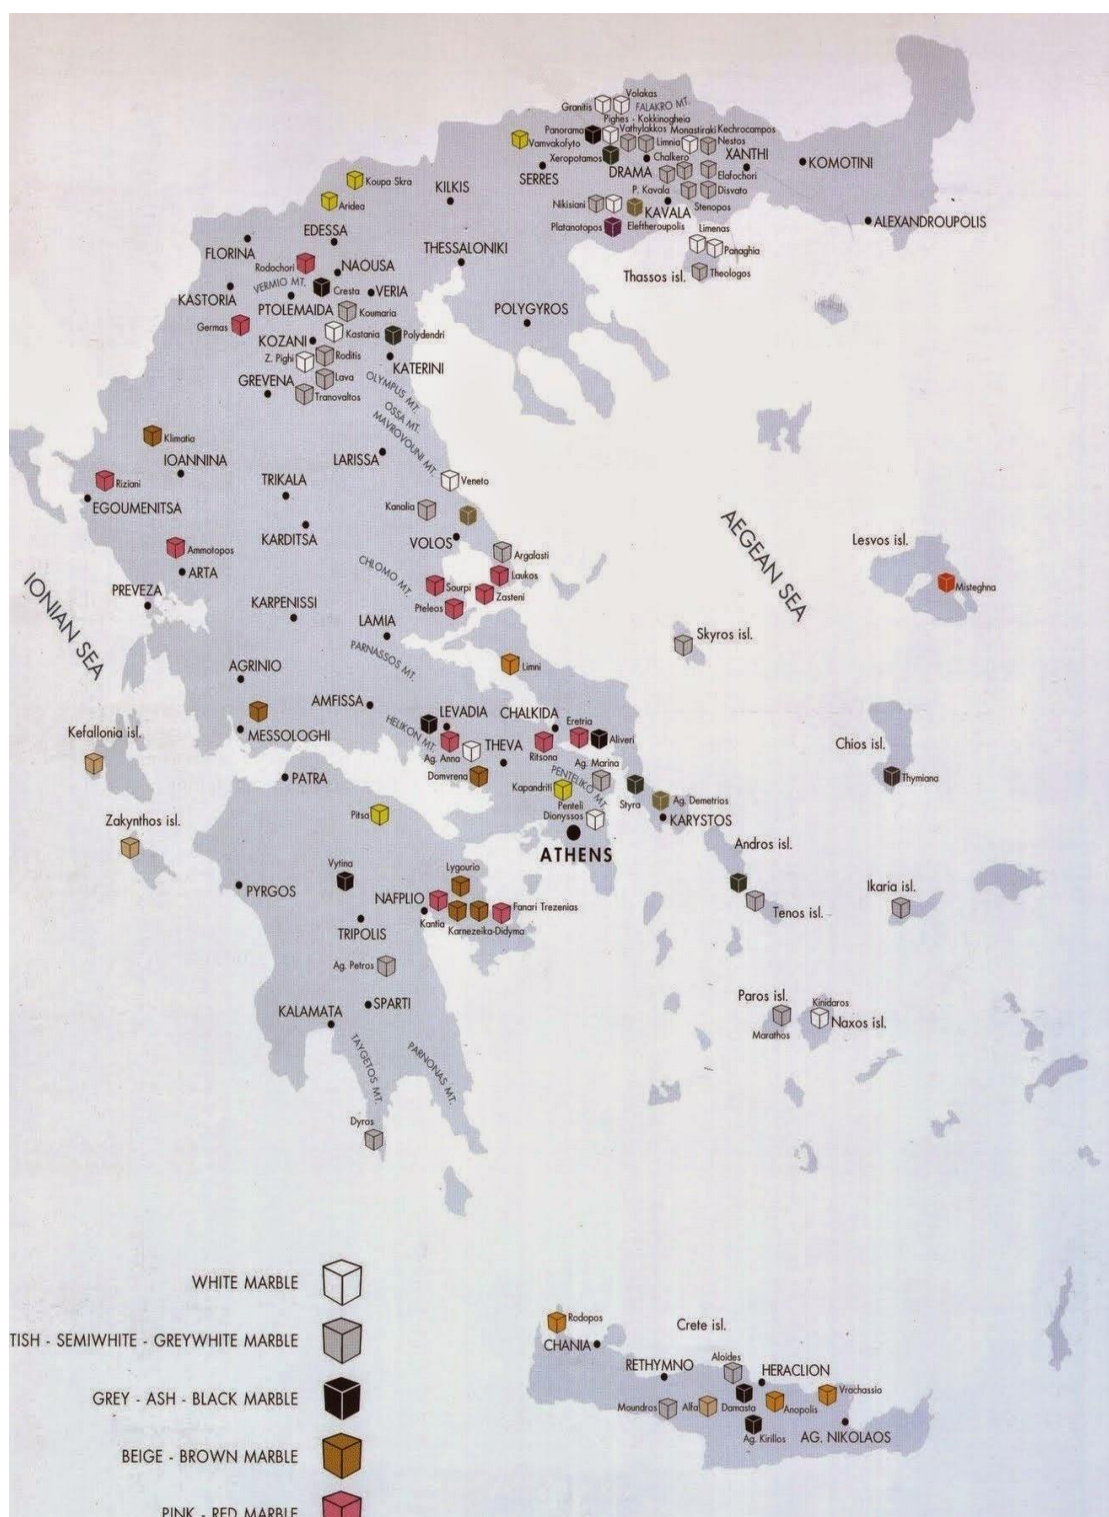 Volakas
Granitis
FALAKRO MT.
Pighes - Kokkinogheia
Panorama
Vathylakkos
Monastiraki
Kechrocampos
Vamvakofyto
Limnia
Nestos
Xeropotamos
Chalkero
XANTHI
KOMOTINI
DRAMA
SERRES
Elafochori
Koupa Skra
KILKIS
P. Kavala
Disvato
Aridea
Nikisiani
KAVALA
Stenopos
Platanotopos
Eleftheroupolis
Limenas
ALEXANDROUPOLIS
EDESSA
FLORINA
THESSALONIKI
Panaghia
Rodochori
NAOUSA
Thassos isl.
Theologos
VERMIO MT.
Cresta
VERIA
KASTORIA
PTOLEMAIDA
Koumaria
POLYGYROS
Germas
Kastania
Polydendri
KOZANI
Z. Pighi
Roditis
KATERINI
GREVENA
Lava
OLYMPUS MT.
Tranovaltos
OSSA MT.
MAVROVOUNI MT.
Klimatia
IOANNINA
LARISSA
Riziani
TRIKALA
Veneto
EGOUMENITSA
Kanalia
KARDITSA
VOLOS
AEGEAN SEA
Lesvos isl.
Ammotopos
Argalasti
ARTA
CHLOMO MT.
Laukos
IONIAN SEA
PREVEZA
Sourpi
Zasteni
Misteghna
KARPENISSI
Pteleos
LAMIA
Skyros isl.
PARNASSOS MT.
AGRINIO
Limni
AMFISSA
LEVADIA
CHALKIDA
Eretria
Kefallonia isl.
MESSOLOGHI
HELIKON MT.
THEVA
Ritsona
Aliveri
Chios isl.
Ag. Anna
Ag. Marina
PATRA
Domvrena
PENTELIKO MT.
Thymiana
Kapandriti
Styra
Ag. Demetrios
Zakynthos isl.
Pitsa
Penteli
Dionyssos
KARYSTOS
ATHENS
Andros isl.
Vytina
Lygourio
PYRGOS
NAFPLIO
Ikaria isl.
Fanari Trezenias
Tenos isl.
Kantia
Karnezeika-Didyma
TRIPOLIS
Ag. Petros
SPARTI
Paros isl.
Kinidaros
KALAMATA
Naxos isl.
Marathos
TAYGETOS MT.
PARNONAS MT.
Dyros
WHITE MARBLE
TISH - SEMIWHITE - GREYWHITE MARBLE
GREY - ASH - BLACK MARBLE
BEIGE - BROWN MARBLE
PINK - RED MARBLE
Rodopos
Crete isl.
CHANIA
RETHYMNO
Aloides
HERACLION
Moundros
Alfa
Damasta
Anopolis
Vrachassio
Ag. Kirillos
AG. NIKOLAOS